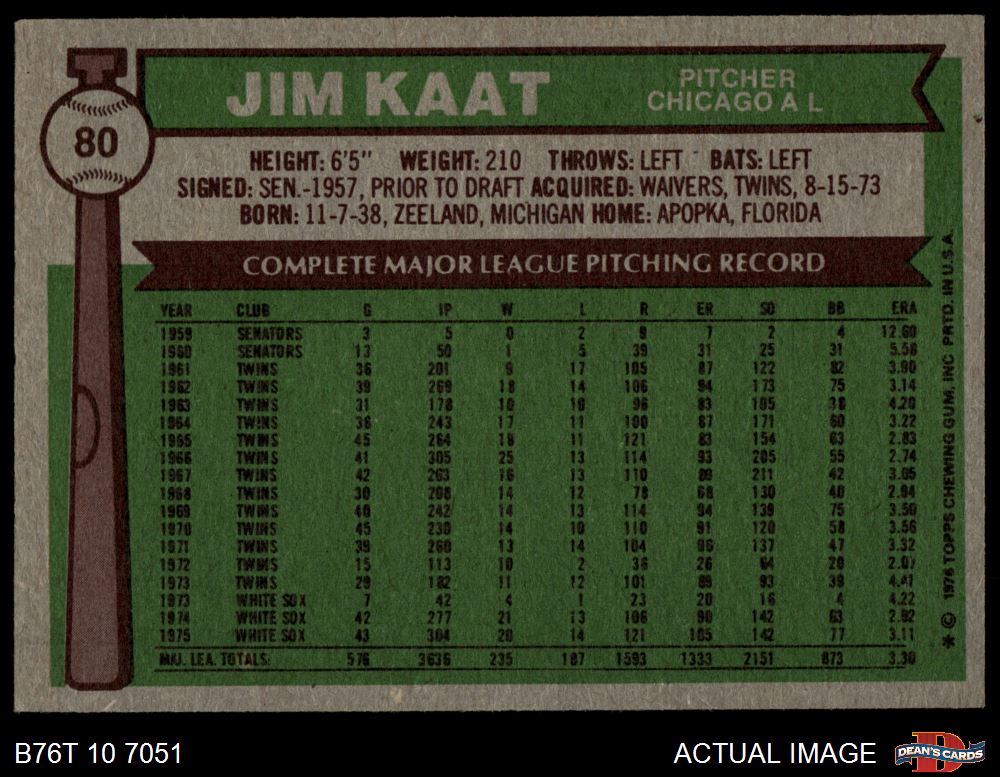 80
JIM KAAT
PITCHER
CHICAGO A L
HEIGHT: 6'5" WEIGHT: 210 THROWS: LEFT BATS: LEFT
SIGNED: SEN.-1957, PRIOR TO DRAFT ACQUIRED: WAIVERS, TWINS, 8-15-73
BORN: 11-7-38, ZEELAND, MICHIGAN HOME: APOPKA, FLORIDA
COMPLETE MAJOR LEAGUE PITCHING RECORD
YEAR CLUB G IP W L R ER SO BB ERA
1959 SENATORS 3 5 0 2 9 7 2 4 12.60
1960 SENATORS 13 50 1 5 39 31 25 31 5.58
1961 TWINS 36 201 9 17 105 87 122 82 3.90
1962 TWINS 39 269 18 14 106 94 173 75 3.14
1963 TWINS 31 178 10 10 96 83 105 38 4.20
1964 TWINS 36 243 17 11 100 87 171 60 3.22
1965 TWINS 45 264 18 11 121 83 154 63 2.83
1966 TWINS 41 305 25 13 114 93 205 55 2.74
1967 TWINS 42 263 16 13 110 89 211 42 3.05
1968 TWINS 30 208 14 12 78 68 130 40 2.94
1969 TWINS 40 242 14 13 114 94 139 75 3.50
1970 TWINS 45 230 14 10 110 91 120 58 3.56
1971 TWINS 39 260 13 14 104 96 137 47 3.32
1972 TWINS 15 113 10 2 36 26 64 20 2.07
1973 TWINS 29 182 11 12 101 89 93 39 4.41
1973 WHITE SOX 7 42 4 1 23 20 16 4 4.22
1974 WHITE SOX 42 277 21 13 106 90 142 63 2.92
1975 WHITE SOX 43 304 20 14 121 105 142 77 3.11
MAJ. LEA. TOTALS: 576 3636 235 187 1593 1333 2151 873 3.30
* © 1976 TOPPS CHEWING GUM, INC PRTD. IN U.S.A.
B76T 10 7051
ACTUAL IMAGE
DEAN'S CARDS